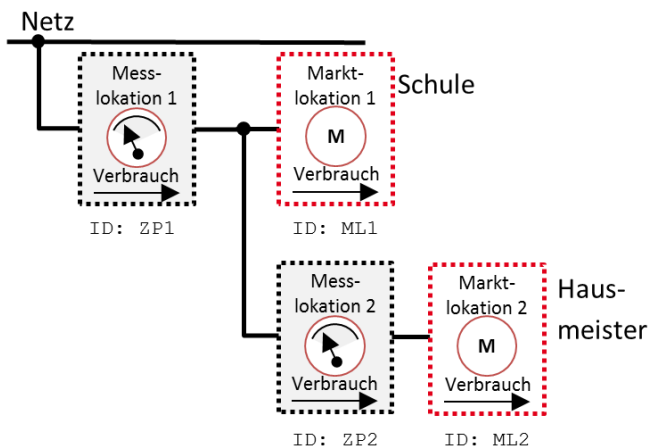 Netz
Mess-
lokation 1
Verbrauch
ID: ZP1
Markt-
lokation 1
M
Verbrauch
ID: ML1
Schule
Mess-
lokation 2
Verbrauch
ID: ZP2
Markt-
lokation 2
M
Verbrauch
ID: ML2
Haus-
meister